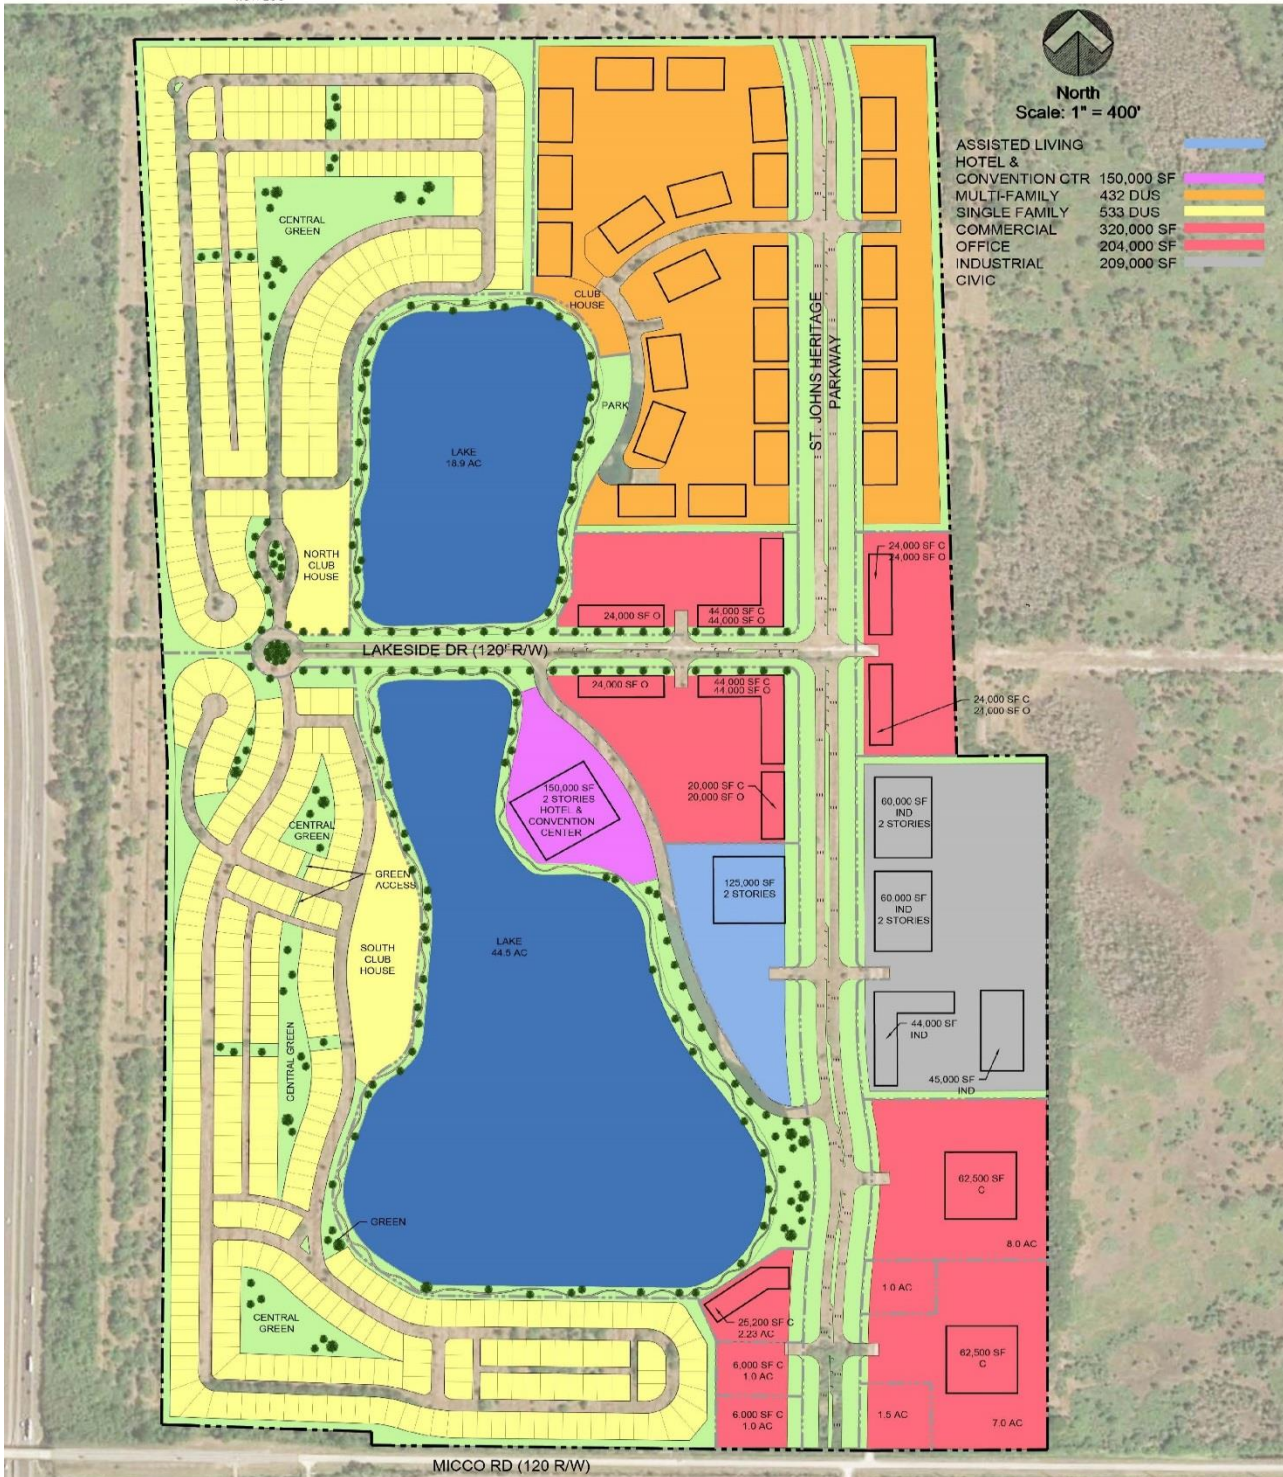 North
Scale: 1" = 400'
ASSISTED LIVING
HOTEL &
CONVENTION CTR 150,000 SF
MULTI-FAMILY 432 DUS
SINGLE FAMILY 533 DUS
COMMERCIAL 320,000 SF
OFFICE 204,000 SF
INDUSTRIAL 209,000 SF
CIVIC
CENTRAL
GREEN
CLUB
HOUSE
ST. JOHNS HERITAGE
PARKWAY
PARK
LAKE
18.9 AC
NORTH
CLUB
HOUSE
24,000 SF C
24,000 SF O
24,000 SF O
44,000 SF C
44,000 SF O
LAKESIDE DR (120' R/W)
24,000 SF O
44,000 SF C
44,000 SF O
24,000 SF C
24,000 SF O
150,000 SF
2 STORIES
HOTEL &
CONVENTION
CENTER
20,000 SF C
20,000 SF O
60,000 SF
IND
2 STORIES
CENTRAL
GREEN
GREEN
ACCESS
125,000 SF
2 STORIES
60,000 SF
IND
2 STORIES
SOUTH
CLUB
HOUSE
LAKE
44.5 AC
44,000 SF
IND
45,000 SF
IND
CENTRAL GREEN
62,500 SF
C
8.0 AC
GREEN
1.0 AC
CENTRAL
GREEN
25,200 SF C
2.23 AC
62,500 SF
C
6,000 SF C
1.0 AC
6,000 SF C
1.0 AC
1.5 AC
7.0 AC
MICCO RD (120 R/W)